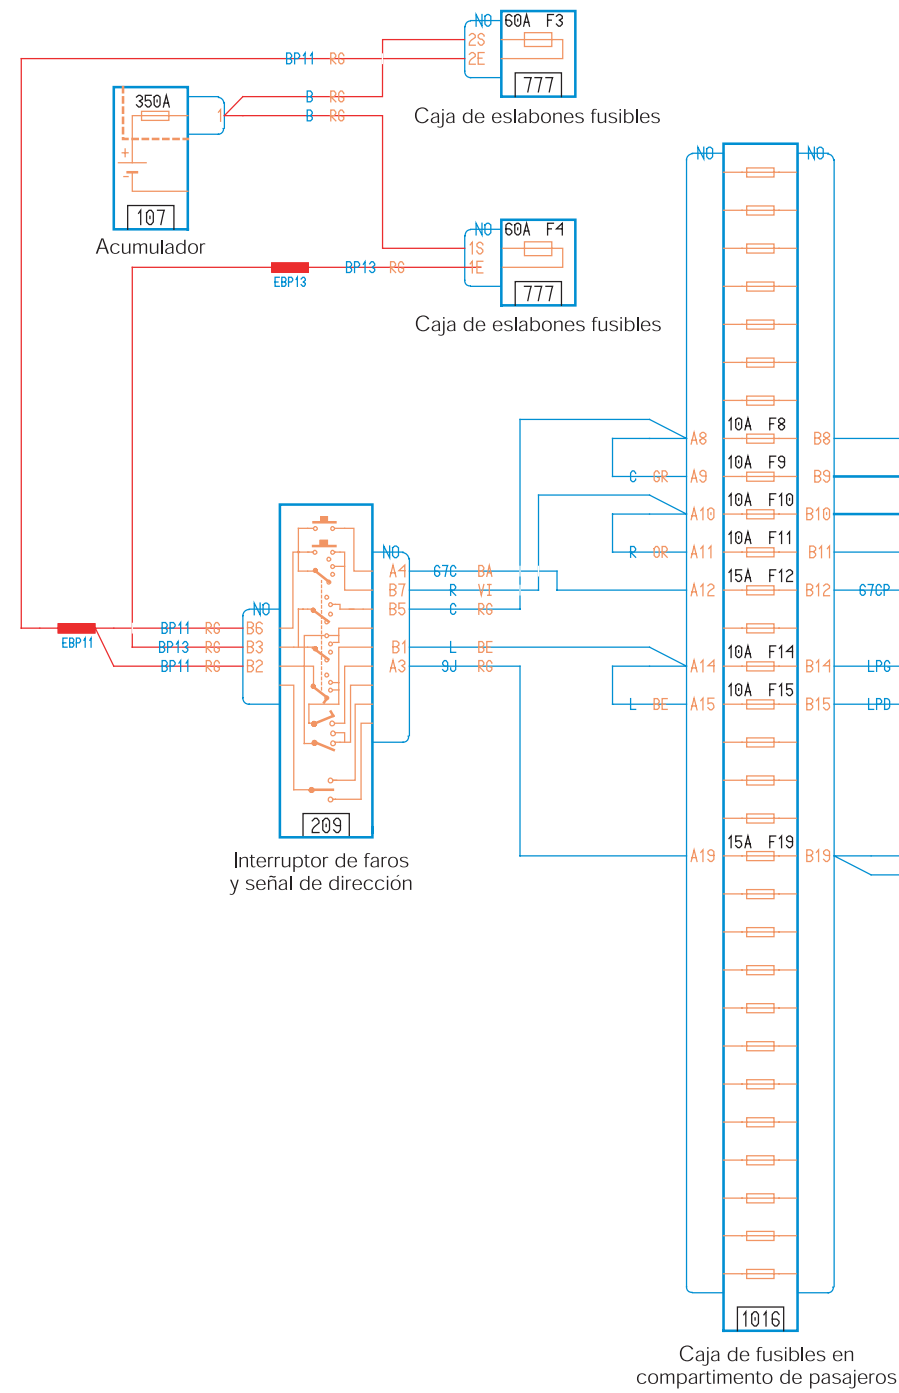 NO 60A F3
2S
2E
BP11 RG
777
Caja de eslabones fusibles
350A
1
B RG
B RG
+
-
107
Acumulador
NO 60A F4
1S
1E
BP13 RG
EBP13
777
Caja de eslabones fusibles
NO NO
A8 10A F8 B8
C GR A9 10A F9 B9
A10 10A F10 B10
R GR A11 10A F11 B11
A12 15A F12 B12 67CP
A14 10A F14 B14 LPG
L BE A15 10A F15 B15 LPD
A19 15A F19 B19
NO
A4 67C BA
B7 R VI
B5 C RG
B1 L BE
A3 9J RG
NO
EBP11
BP11 RG B6
BP13 RG B3
BP11 RG B2
209
Interruptor de faros
y señal de dirección
1016
Caja de fusibles en
compartimento de pasajeros